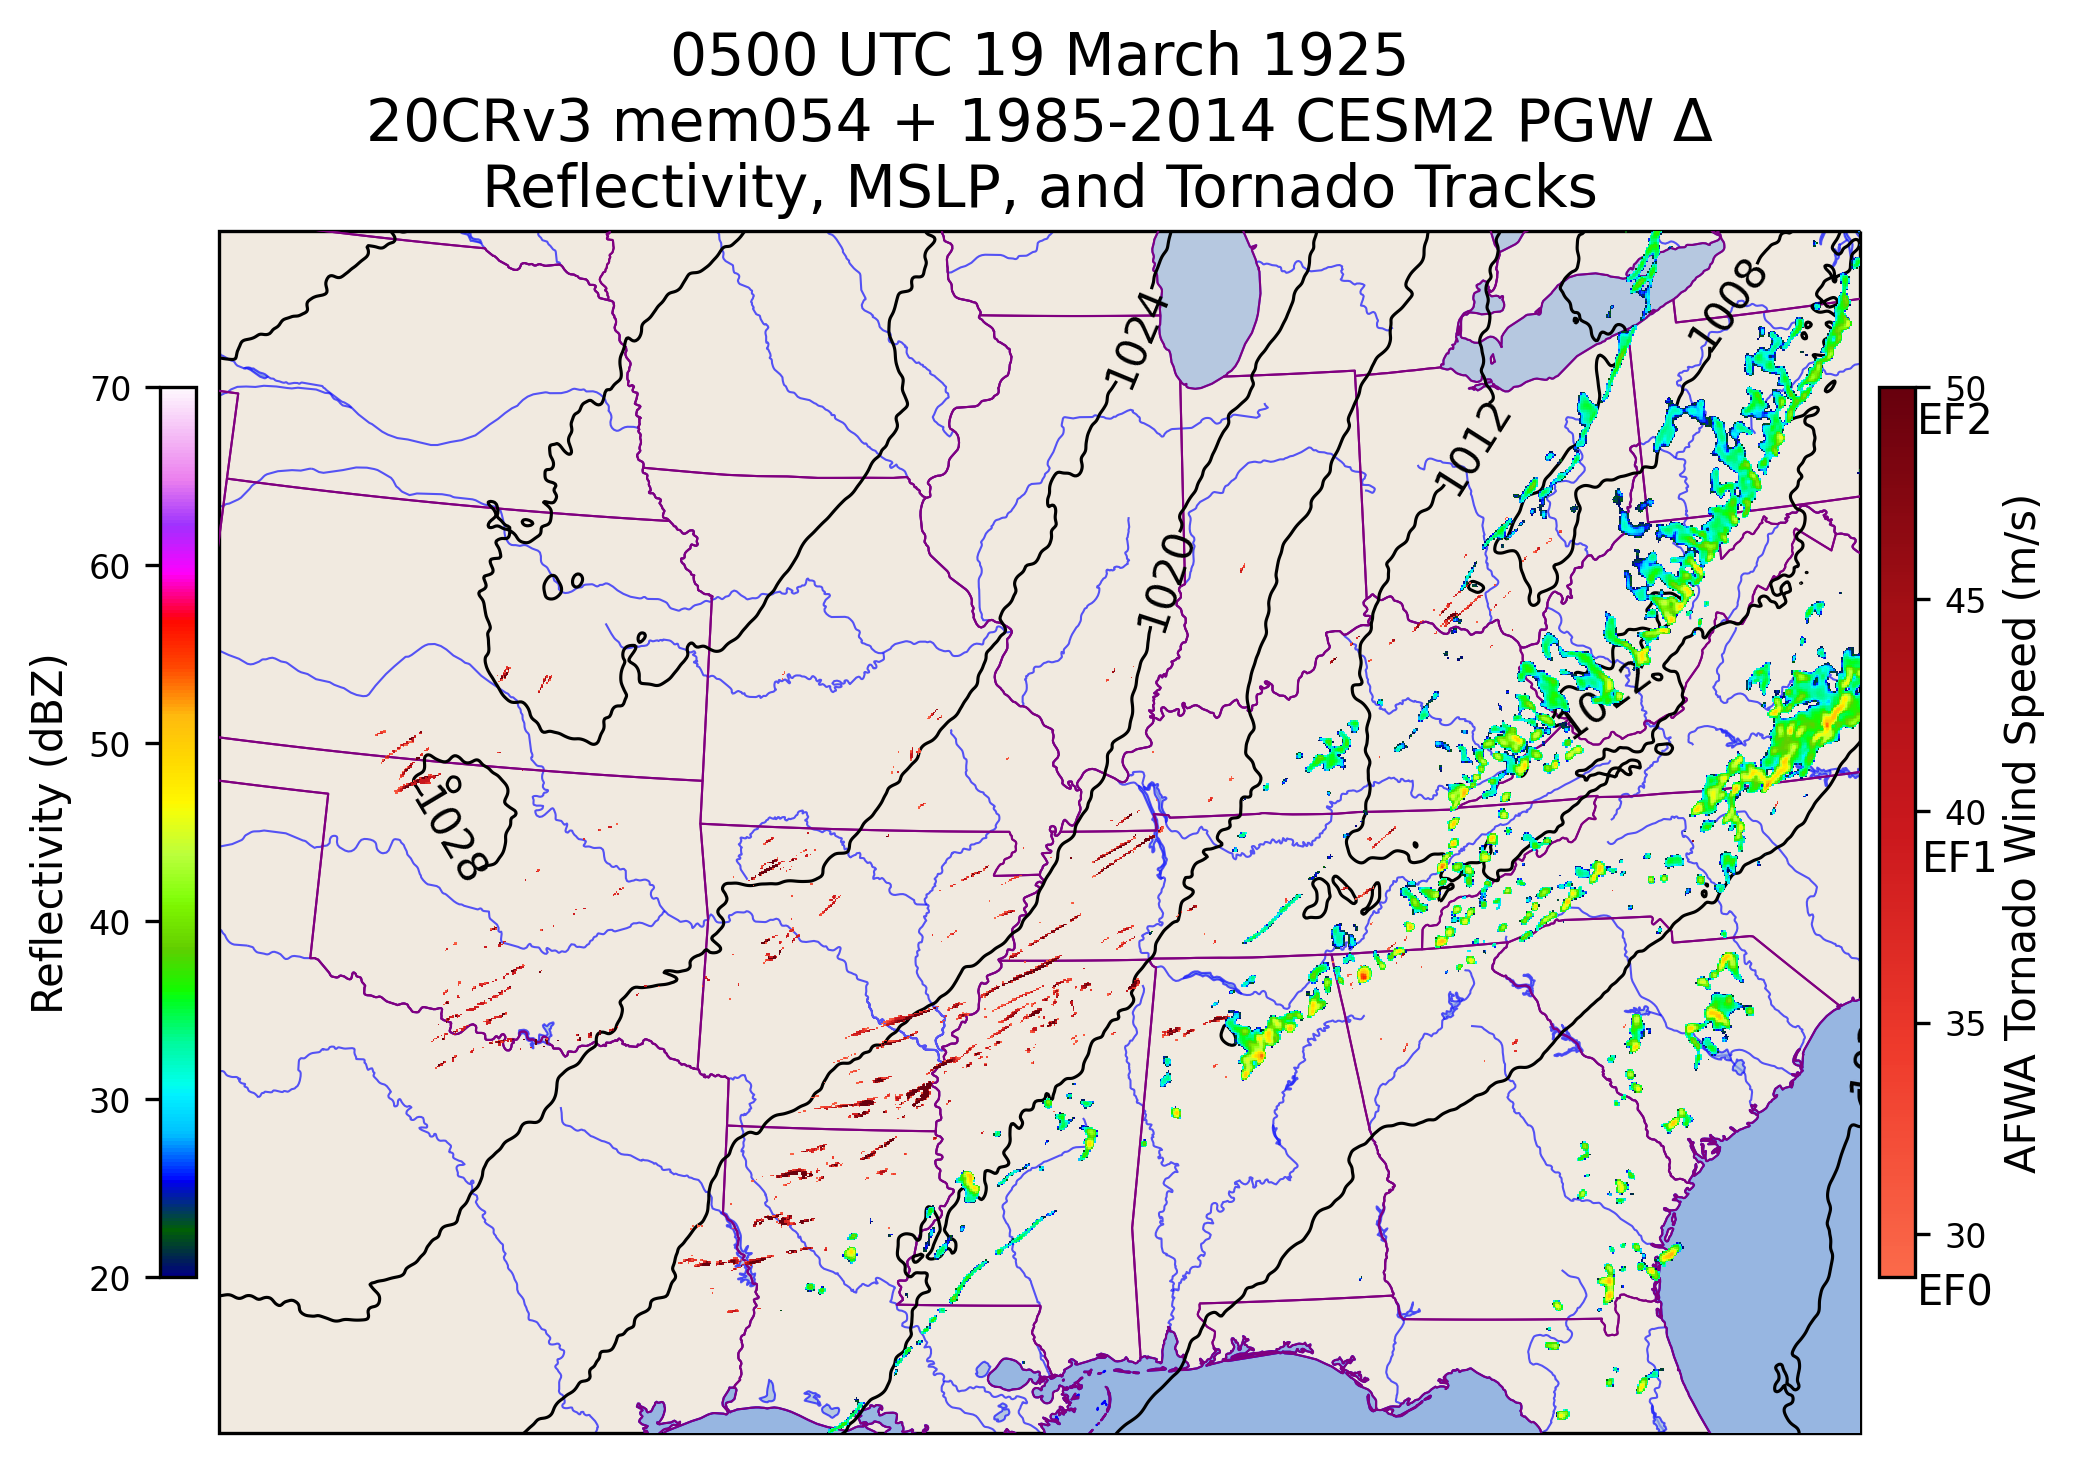 0500 UTC 19 March 1925
20CRv3 mem054 + 1985-2014 CESM2 PGW Δ
Reflectivity, MSLP, and Tornado Tracks
Reflectivity (dBZ)
70
60
50
40
30
20
1024
1008
1012
1020
1028
50
EF2
45
40
EF1
35
30
EF0
AFWA Tornado Wind Speed (m/s)